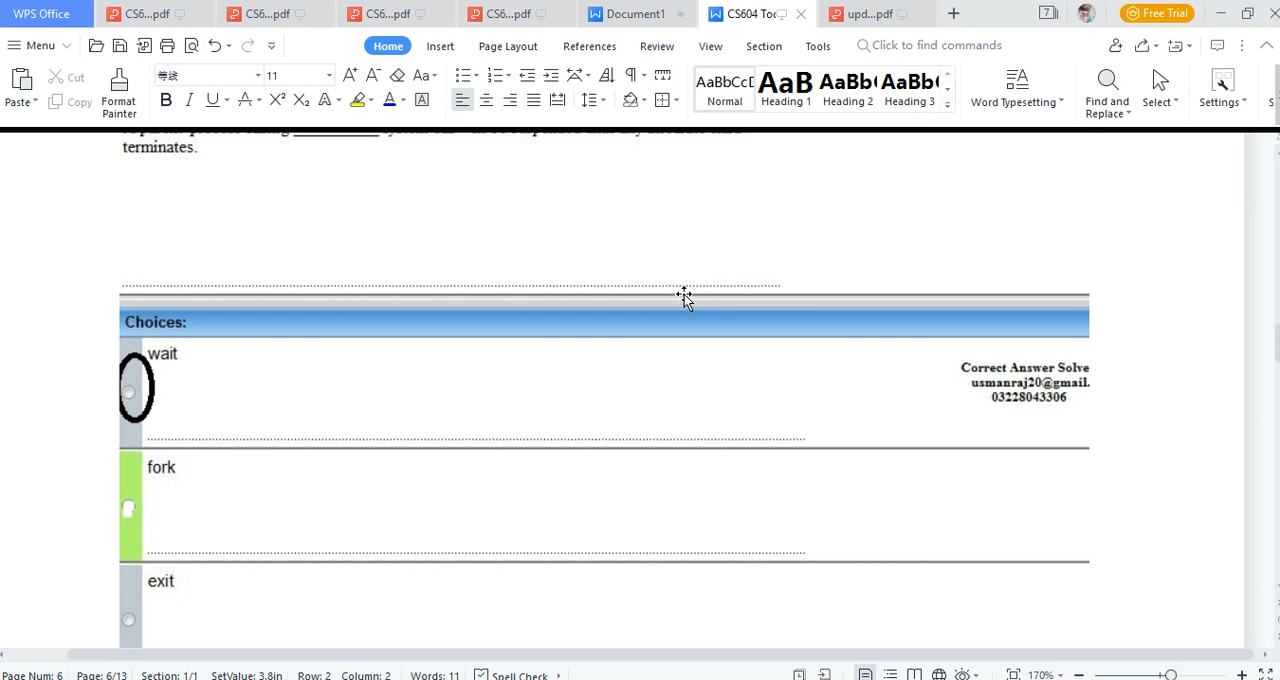 WPS Office
CS6...pdf
CS6...pdf
CS6...pdf
CS6...pdf
Document1
CS604 Too
upd...pdf
Free Trial
Menu
Home
Insert
Page Layout
References
Review
View
Section
Tools
Click to find commands
Paste
Cut
Copy
Format
Painter
等线
11
AaBbCcD
Normal
AaB
Heading 1
AaBb
Heading 2
AaBb(
Heading 3
Word Typesetting
Find and
Replace
Select
Settings
terminates.
Choices:
wait
Correct Answer Solve
usmanraj20@gmail.
03228043306
fork
exit
Page Num: 6
Page: 6/13
Section: 1/1
SetValue: 3.8in
Row: 2
Column: 2
Words: 11
Spell Check
170%